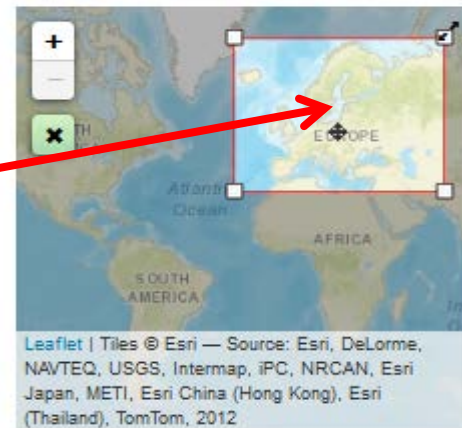 +
−
EUROPE
Ocean
AFRICA
SOUTH
AMERICA
Leaflet | Tiles © Esri — Source: Esri, DeLorme,
NAVTEQ, USGS, Intermap, iPC, NRCAN, Esri
Japan, METI, Esri China (Hong Kong), Esri
(Thailand), TomTom, 2012